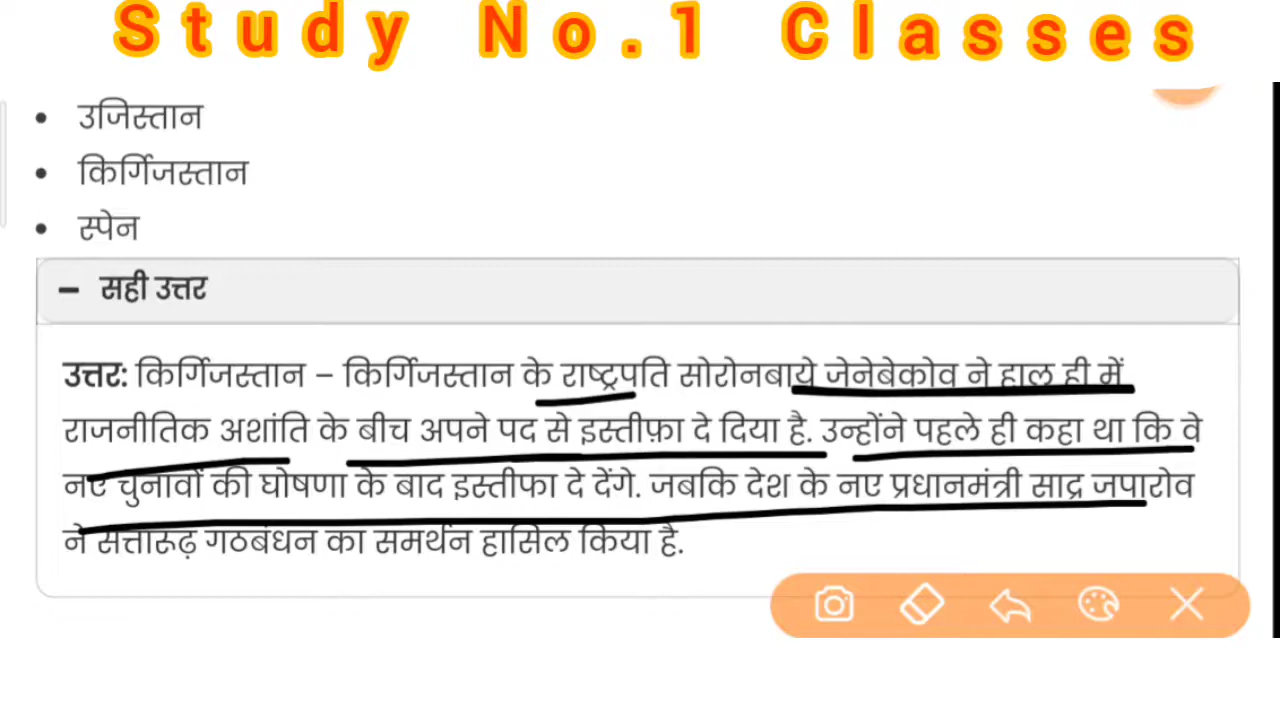 Study No.1 Classes
• उजिस्तान
• किर्गिजस्तान
• स्पेन
− सही उत्तर
उत्तर: किर्गिजस्तान – किर्गिजस्तान के राष्ट्रपति सोरोनबाये जेनेबेकोव ने हाल ही में
राजनीतिक अशांति के बीच अपने पद से इस्तीफ़ा दे दिया है. उन्होंने पहले ही कहा था कि वे
नए चुनावों की घोषणा के बाद इस्तीफा दे देंगे. जबकि देश के नए प्रधानमंत्री साद्र जपारोव
ने सत्तारूढ़ गठबंधन का समर्थन हासिल किया है.